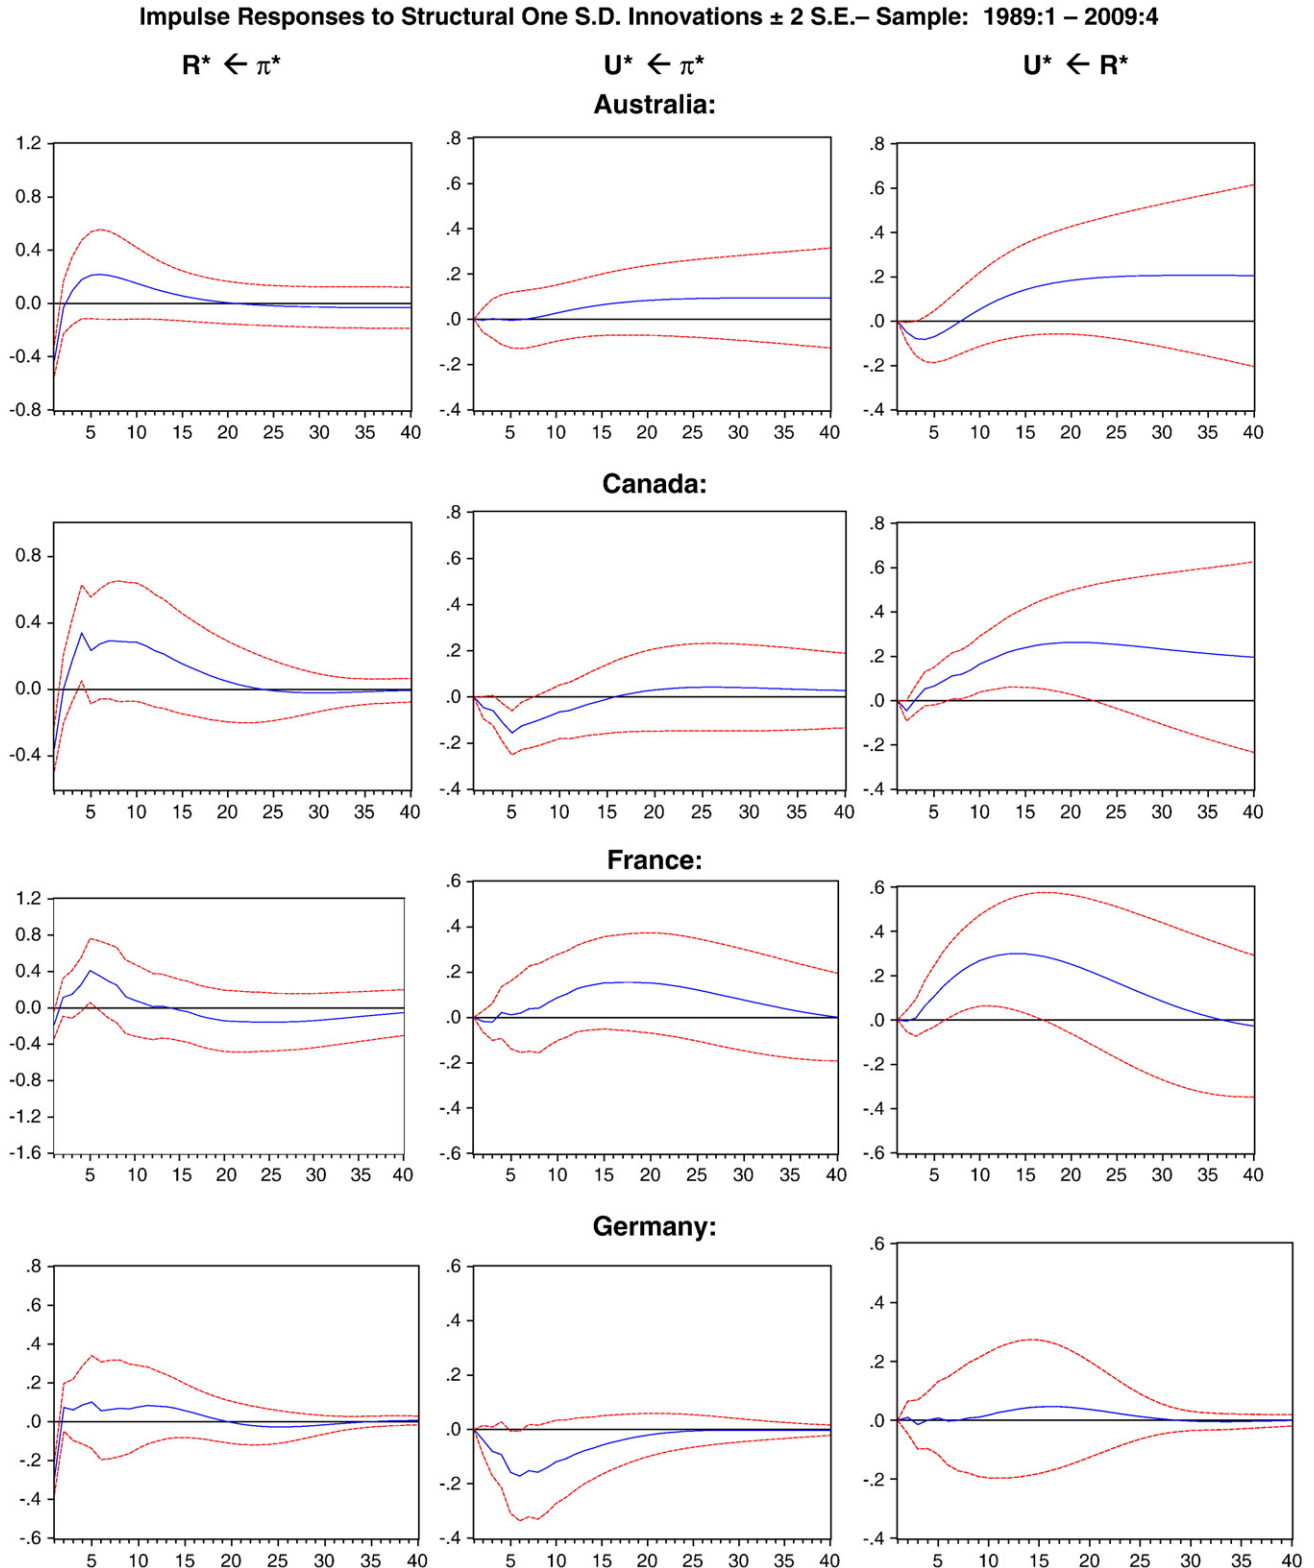 Impulse Responses to Structural One S.D. Innovations ± 2 S.E.– Sample: 1989:1 – 2009:4
R* ← π* U* ← π* U* ← R*
Australia:
1.2 .8 .8
0.8 .6 .6
0.4 .4 .4
.2 .2
0.0 .0 .0
-0.4 -.2 -.2
-0.8 -.4 -.4
5 10 15 20 25 30 35 40 5 10 15 20 25 30 35 40 5 10 15 20 25 30 35 40
Canada:
.8 .8
0.8 .6 .6
0.4 .4 .4
.2 .2
0.0 .0 .0
-0.4 -.2 -.2
-.4 -.4
5 10 15 20 25 30 35 40 5 10 15 20 25 30 35 40 5 10 15 20 25 30 35 40
France:
1.2 .6 .6
0.8 .4 .4
0.4 .2 .2
0.0 .0 .0
-0.4 -.2 -.2
-0.8 -.4 -.4
-1.2
-1.6 -.6 -.6
5 10 15 20 25 30 35 40 5 10 15 20 25 30 35 40 5 10 15 20 25 30 35 40
Germany:
.8 .6 .6
.6 .4 .4
.4 .2 .2
.2
.0 .0 .0
-.2 -.2 -.2
-.4
-.6 -.4 -.4
5 10 15 20 25 30 35 40 5 10 15 20 25 30 35 40 5 10 15 20 25 30 35 40